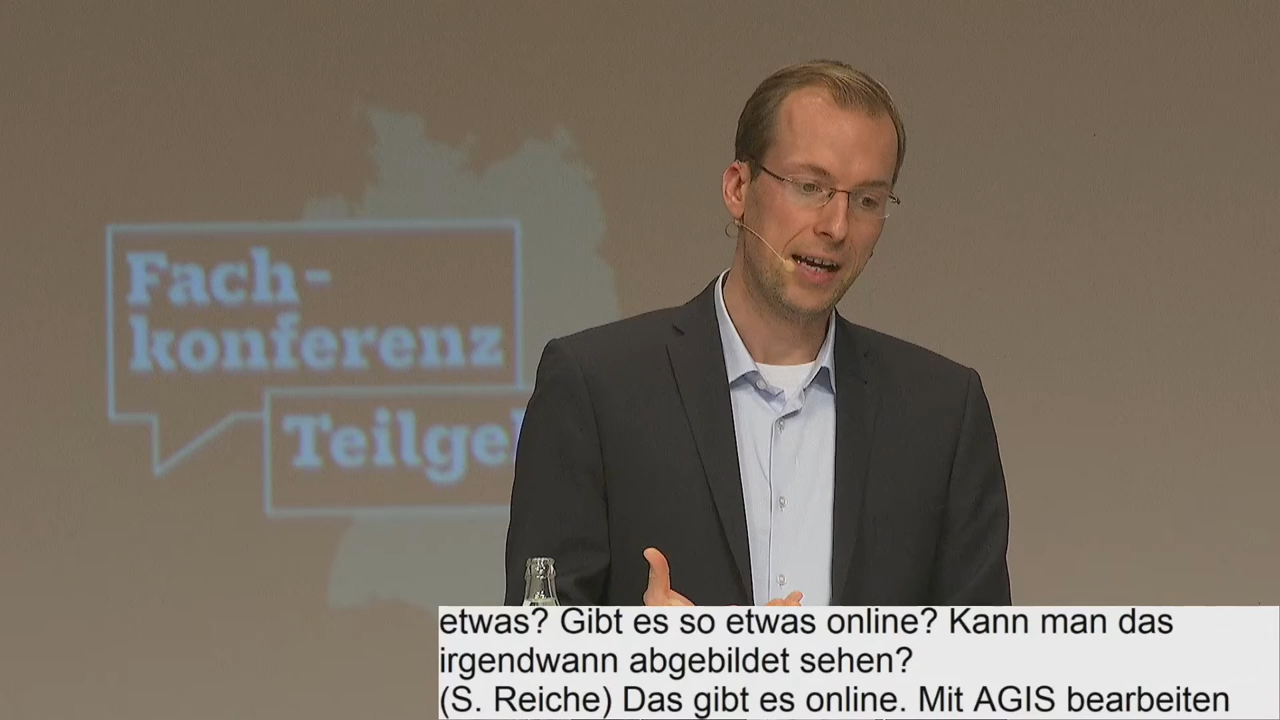 Fach-
konferenz
Teilge
etwas? Gibt es so etwas online? Kann man das
irgendwann abgebildet sehen?
(S. Reiche) Das gibt es online. Mit AGIS bearbeiten